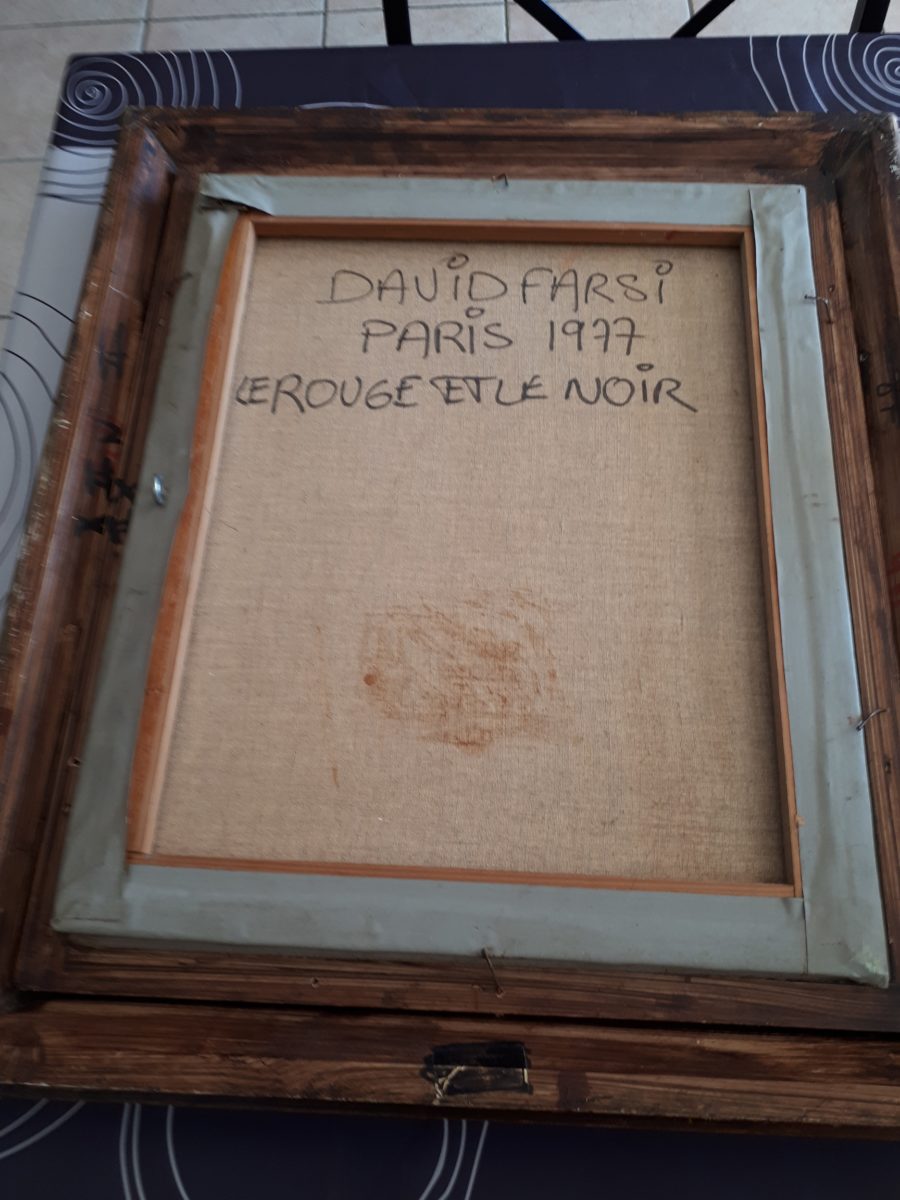 DAViD FARSi
PARiS 1977
LE ROUGE ET LE NOiR